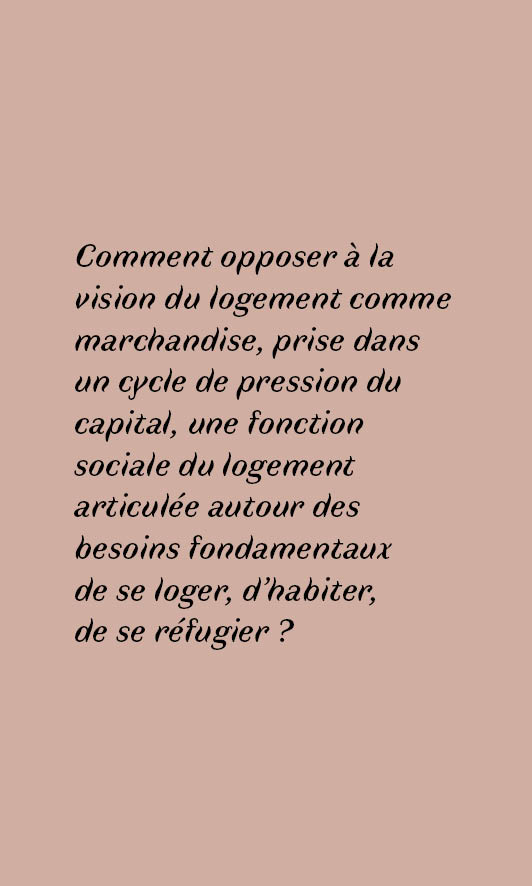 Comment opposer à la
vision du logement comme
marchandise, prise dans
un cycle de pression du
capital, une fonction
sociale du logement
articulée autour des
besoins fondamentaux
de se loger, d’habiter,
de se réfugier ?